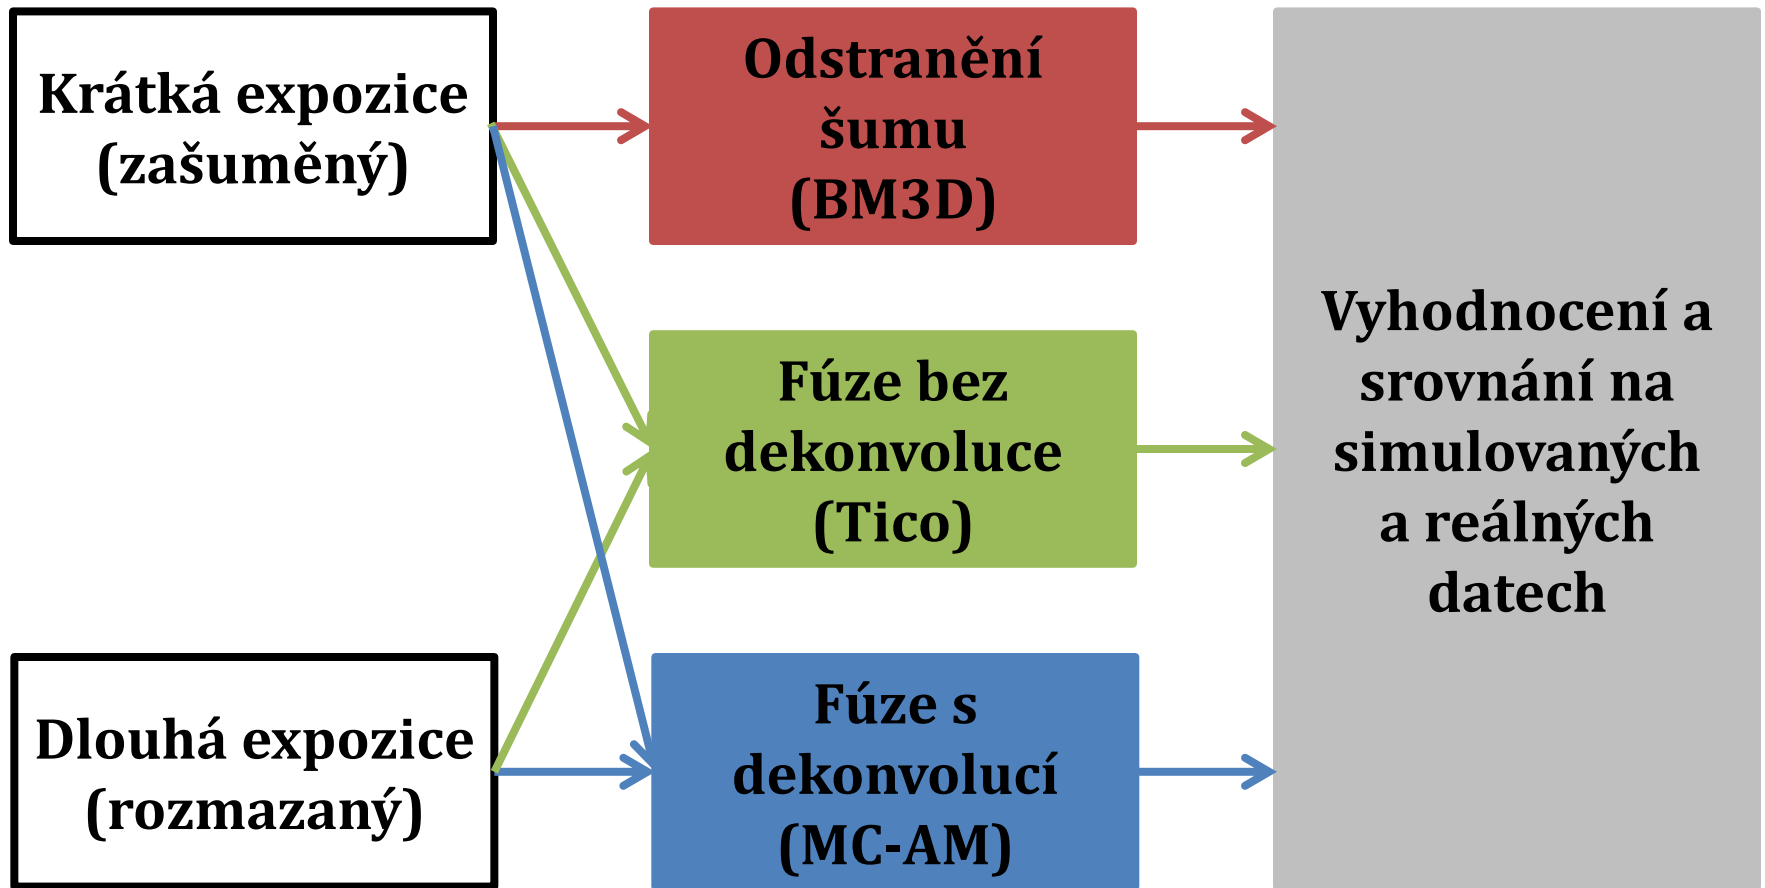 Krátká expozice
(zašuměný)
Odstranění
šumu
(BM3D)
Fúze bez
dekonvoluce
(Tico)
Dlouhá expozice
(rozmazaný)
Fúze s
dekonvolucí
(MC-AM)
Vyhodnocení a
srovnání na
simulovaných
a reálných
datech